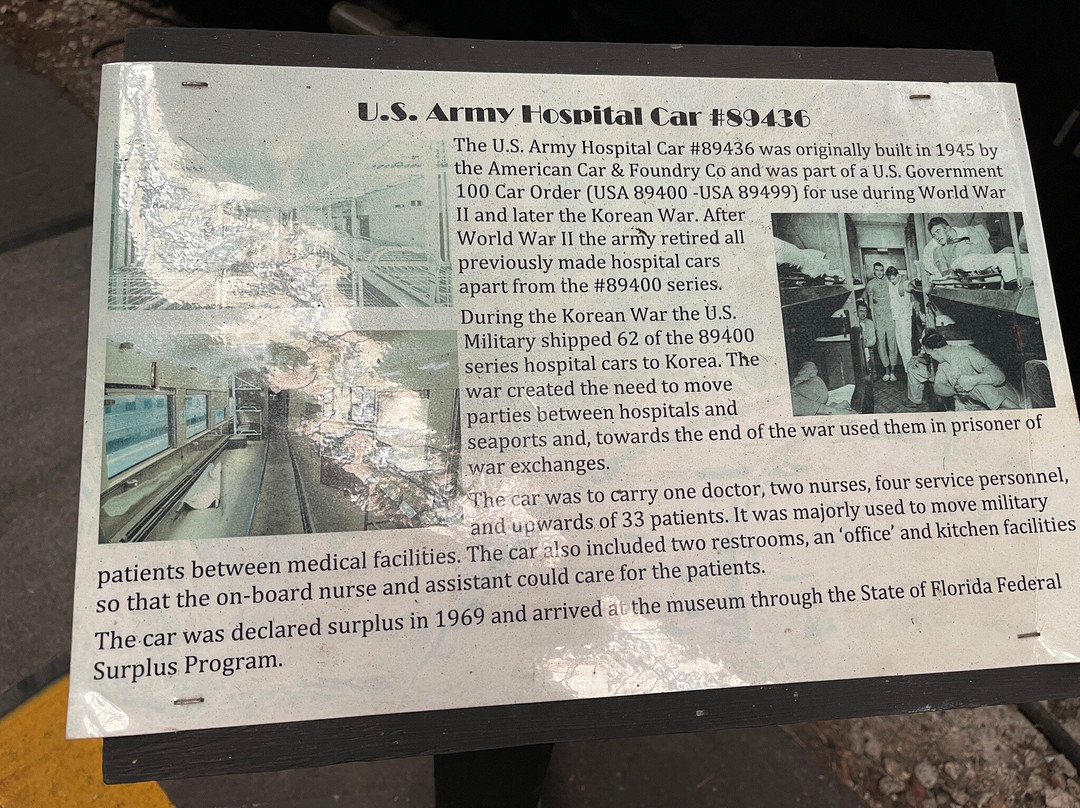 U.S. Army Hospital Car #89436
The U.S. Army Hospital Car #89436 was originally built in 1945 by
the American Car & Foundry Co and was part of a U.S. Government
100 Car Order (USA 89400 -USA 89499) for use during World War
II and later the Korean War. After
World War II the army retired all
previously made hospital cars
apart from the #89400 series.
During the Korean War the U.S.
Military shipped 62 of the 89400
series hospital cars to Korea. The
war created the need to move
parties between hospitals and
seaports and, towards the end of the war used them in prisoner of
war exchanges.
The car was to carry one doctor, two nurses, four service personnel,
and upwards of 33 patients. It was majorly used to move military
patients between medical facilities. The car also included two restrooms, an ‘office’ and kitchen facilities
so that the on-board nurse and assistant could care for the patients.
The car was declared surplus in 1969 and arrived at the museum through the State of Florida Federal
Surplus Program.